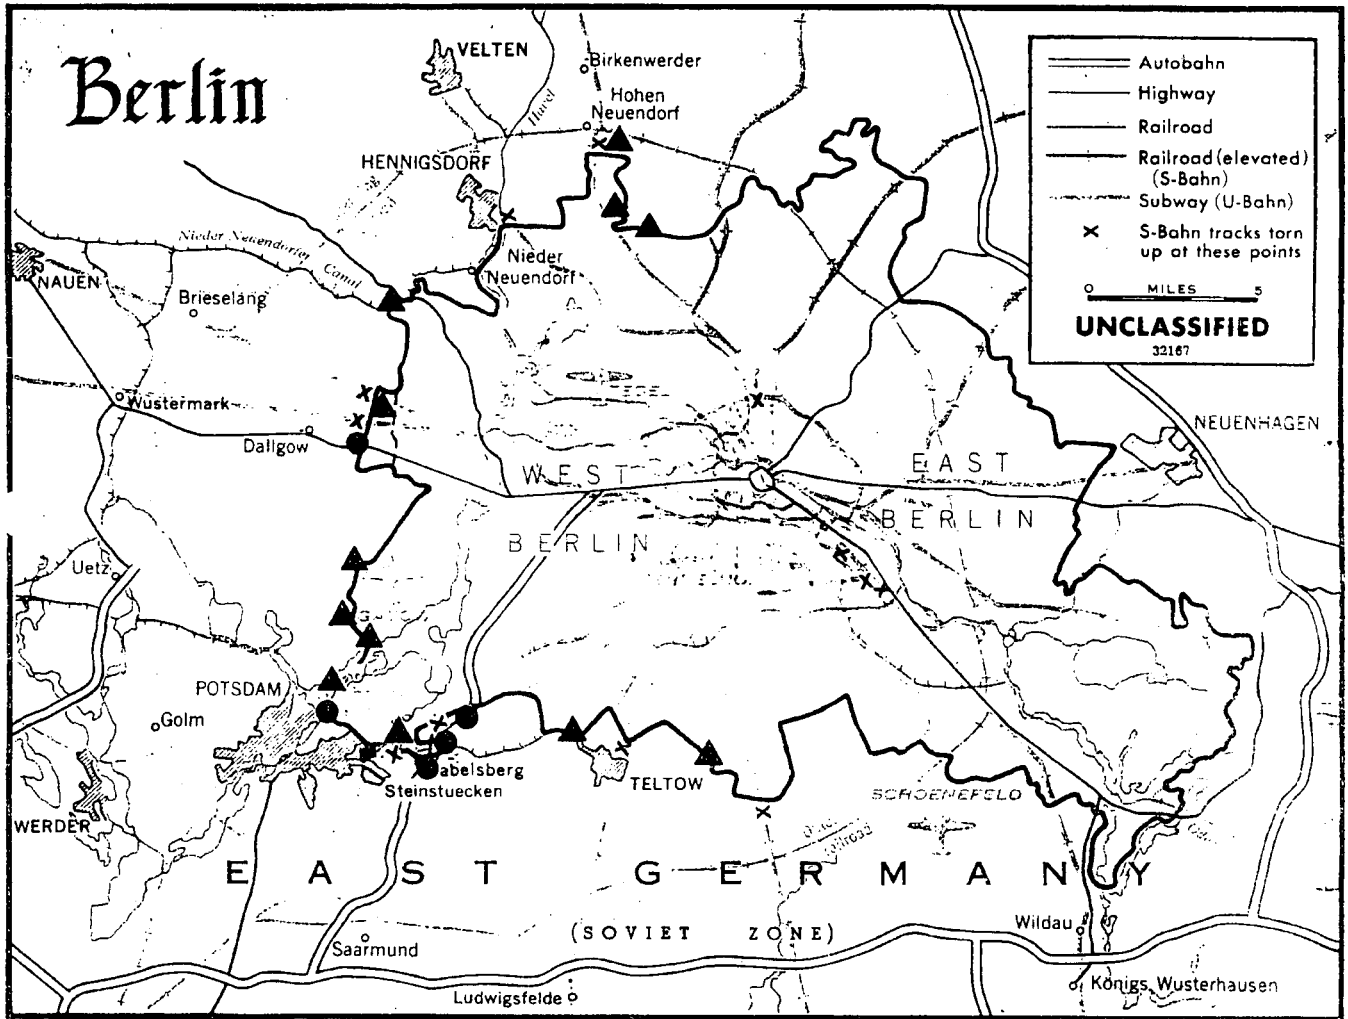 Berlin
VELTEN
Birkenwerder
Hohen
Neuendorf
Havel
HENNIGSDORF
Autobahn
Highway
Railroad
Railroad (elevated)
(S-Bahn)
Subway (U-Bahn)
x S-Bahn tracks torn
up at these points
0 MILES 5
UNCLASSIFIED
32167
Nieder Neuendorfer Canal
Nieder
Neuendorf
NAUEN
Brieselang
Wustermark
Dallgow
NEUENHAGEN
WEST
BERLIN
EAST
BERLIN
Uetz
POTSDAM
Golm
WERDER
abelsberg
Steinstuecken
TELTOW
SCHOENEFELD
EAST GERMANY
(SOVIET ZONE)
Saarmund
Wildau
Ludwigsfelde
Königs Wusterhausen